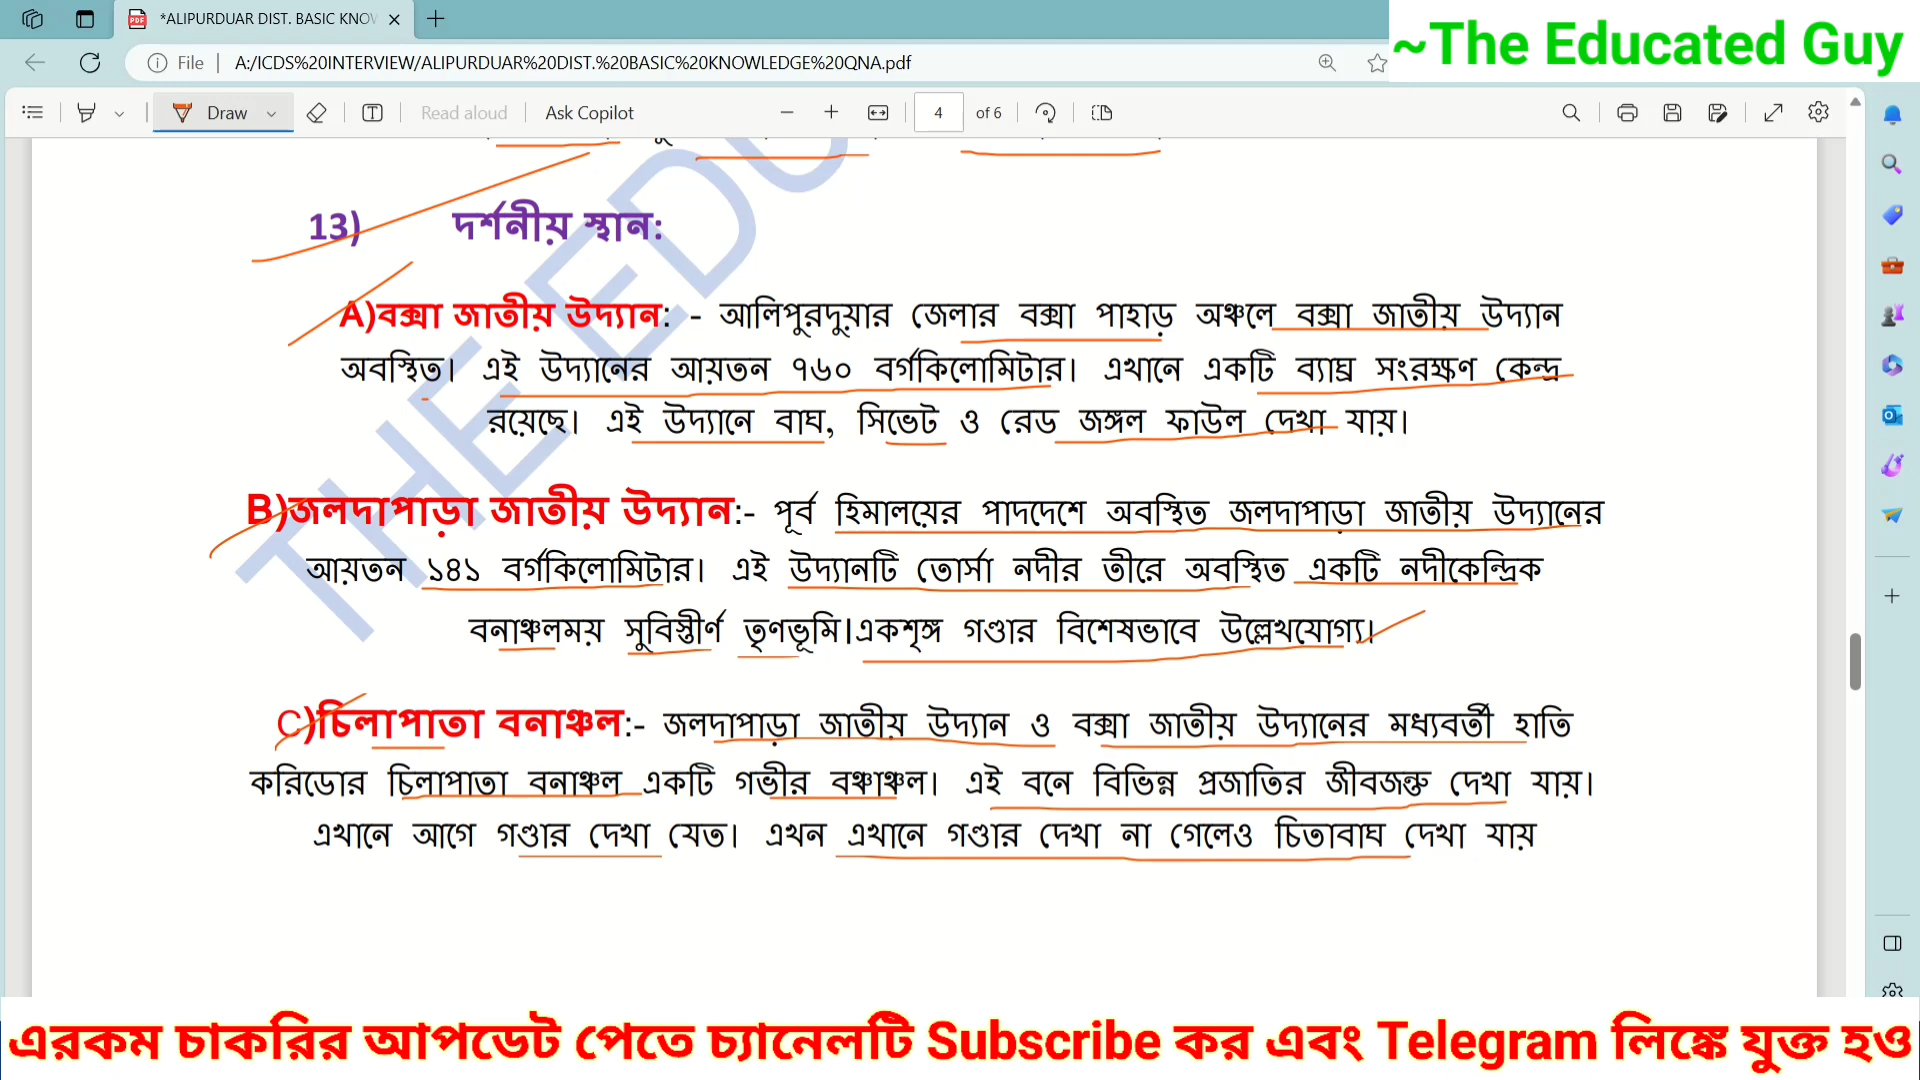 *ALIPURDUAR DIST. BASIC KNOW
~The Educated Guy
File A:/ICDS%20INTERVIEW/ALIPURDUAR%20DIST.%20BASIC%20KNOWLEDGE%20QNA.pdf
Draw Read aloud Ask Copilot 4 of 6
THE EDU
13) দর্শনীয় স্থান:
A)বক্সা জাতীয় উদ্যান: - আলিপুরদুয়ার জেলার বক্সা পাহাড় অঞ্চলে বক্সা জাতীয় উদ্যান
অবস্থিত। এই উদ্যানের আয়তন ৭৬০ বর্গকিলোমিটার। এখানে একটি ব্যাঘ্র সংরক্ষণ কেন্দ্র
রয়েছে। এই উদ্যানে বাঘ, সিভেট ও রেড জঙ্গল ফাউল দেখা যায়।
B)জলদাপাড়া জাতীয় উদ্যান:- পূর্ব হিমালয়ের পাদদেশে অবস্থিত জলদাপাড়া জাতীয় উদ্যানের
আয়তন ১৪১ বর্গকিলোমিটার। এই উদ্যানটি তোর্সা নদীর তীরে অবস্থিত একটি নদীকেন্দ্রিক
বনাঞ্চলময় সুবিস্তীর্ণ তৃণভূমি।একশৃঙ্গ গণ্ডার বিশেষভাবে উল্লেখযোগ্য।
C)চিলাপাতা বনাঞ্চল:- জলদাপাড়া জাতীয় উদ্যান ও বক্সা জাতীয় উদ্যানের মধ্যবর্তী হাতি
করিডোর চিলাপাতা বনাঞ্চল একটি গভীর বঞ্চাঞ্চল। এই বনে বিভিন্ন প্রজাতির জীবজন্তু দেখা যায়।
এখানে আগে গণ্ডার দেখা যেত। এখন এখানে গণ্ডার দেখা না গেলেও চিতাবাঘ দেখা যায়
এরকম চাকরির আপডেট পেতে চ্যানেলটি Subscribe কর এবং Telegram লিঙ্কে যুক্ত হও